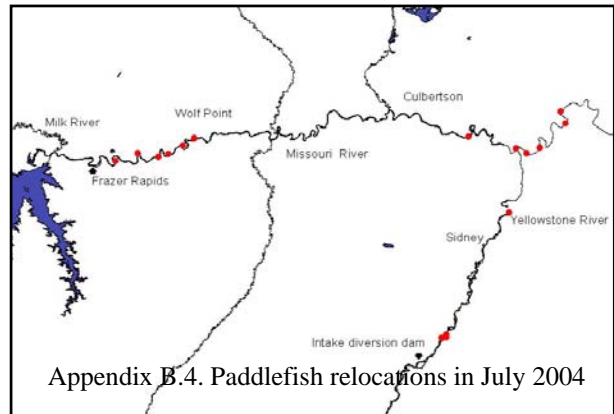 Culbertson
Wolf Point
Milk River
Missouri River
Frazer Rapids
Yellowstone River
Sidney
Intake diversion dam
Appendix B.4. Paddlefish relocations in July 2004